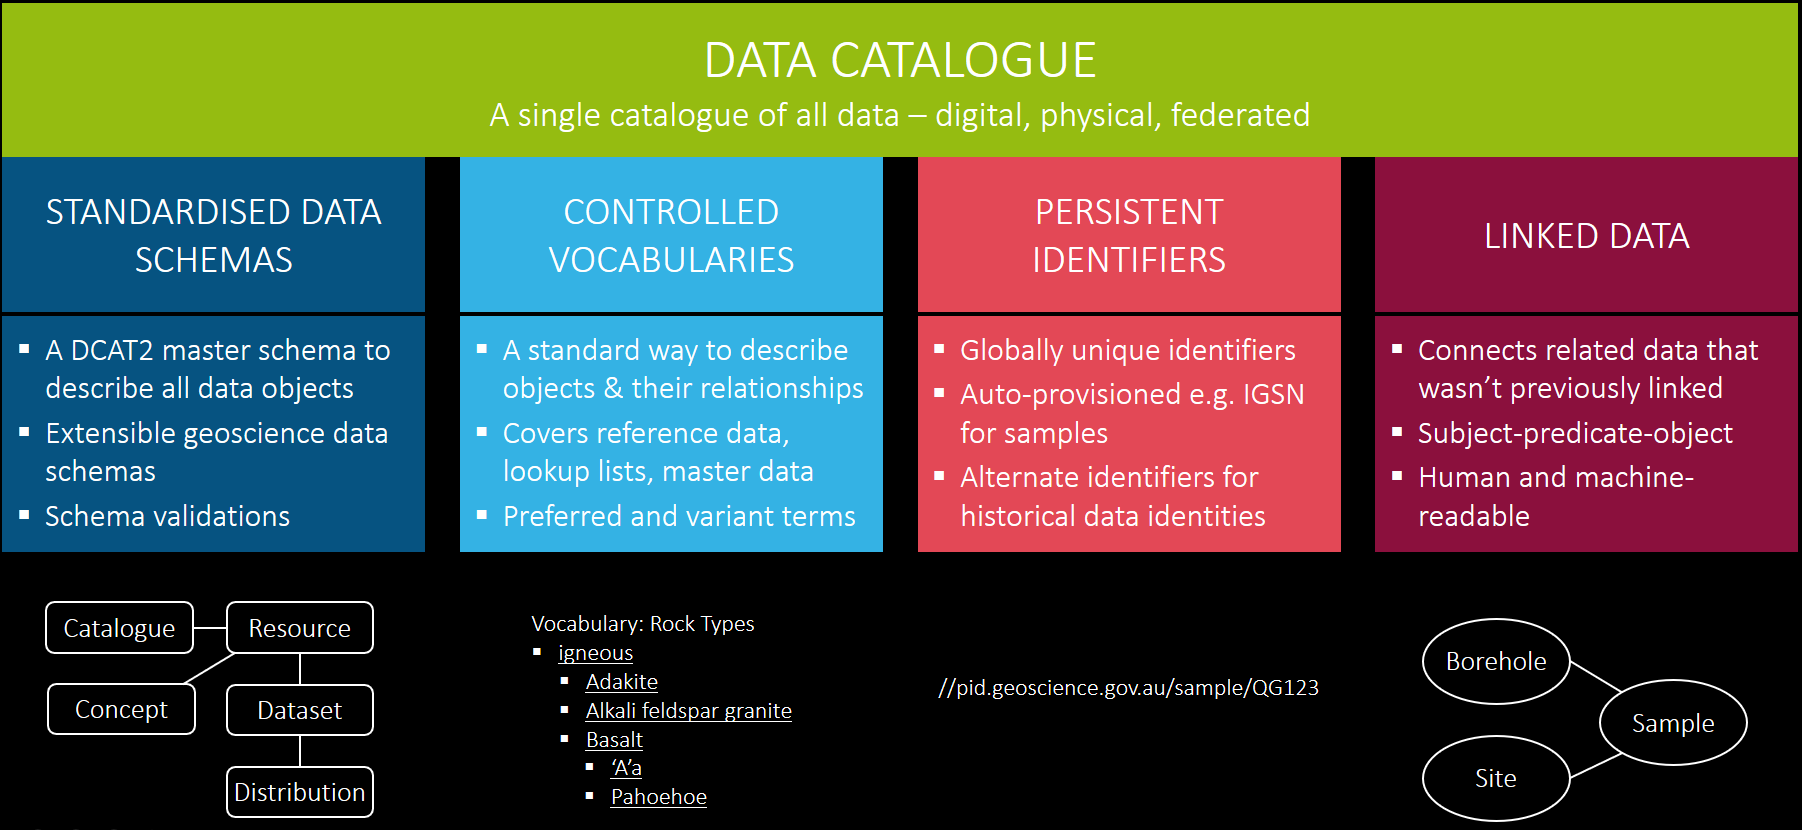 DATA CATALOGUE
A single catalogue of all data – digital, physical, federated
STANDARDISED DATA
SCHEMAS
▪ A DCAT2 master schema to
describe all data objects
▪ Extensible geoscience data
schemas
▪ Schema validations
CONTROLLED
VOCABULARIES
▪ A standard way to describe
objects & their relationships
▪ Covers reference data,
lookup lists, master data
▪ Preferred and variant terms
PERSISTENT
IDENTIFIERS
▪ Globally unique identifiers
▪ Auto-provisioned e.g. IGSN
for samples
▪ Alternate identifiers for
historical data identities
LINKED DATA
▪ Connects related data that
wasn’t previously linked
▪ Subject-predicate-object
▪ Human and machine-
readable
Catalogue
Resource
Concept
Dataset
Distribution
Vocabulary: Rock Types
▪ igneous
▪ Adakite
▪ Alkali feldspar granite
▪ Basalt
▪ ‘A’a
▪ Pahoehoe
//pid.geoscience.gov.au/sample/QG123
Borehole
Sample
Site